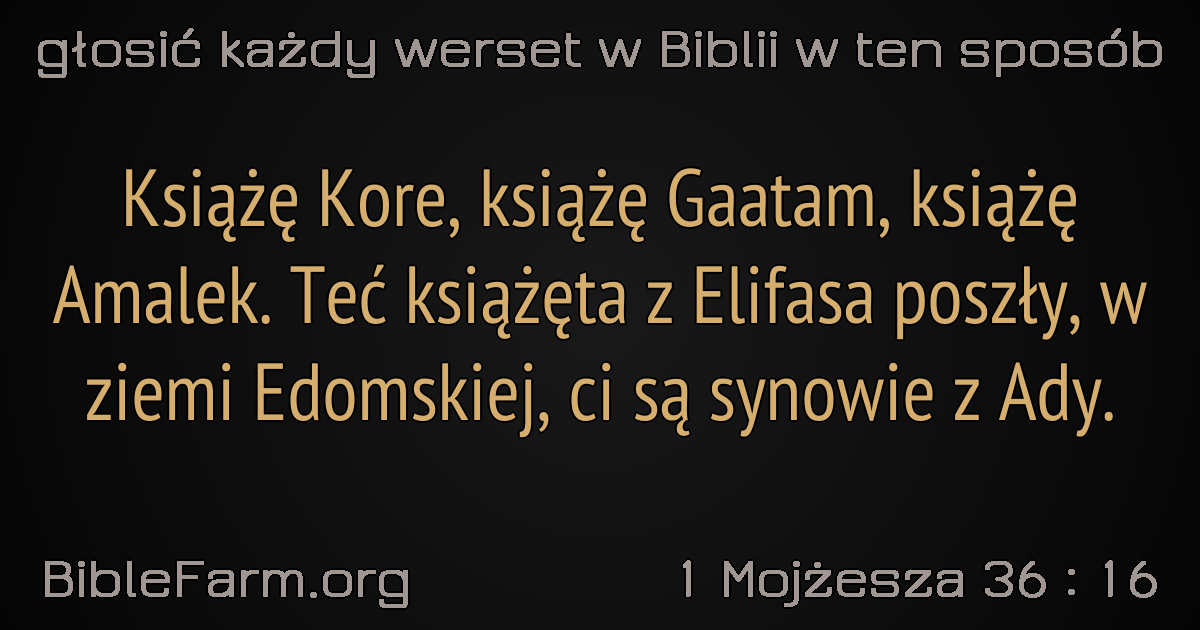 głosić każdy werset w Biblii w ten sposób
Książę Kore, książę Gaatam, książę
Amalek. Teć książęta z Elifasa poszły, w
ziemi Edomskiej, ci są synowie z Ady.
BibleFarm.org
1 Mojżesza 36 : 16